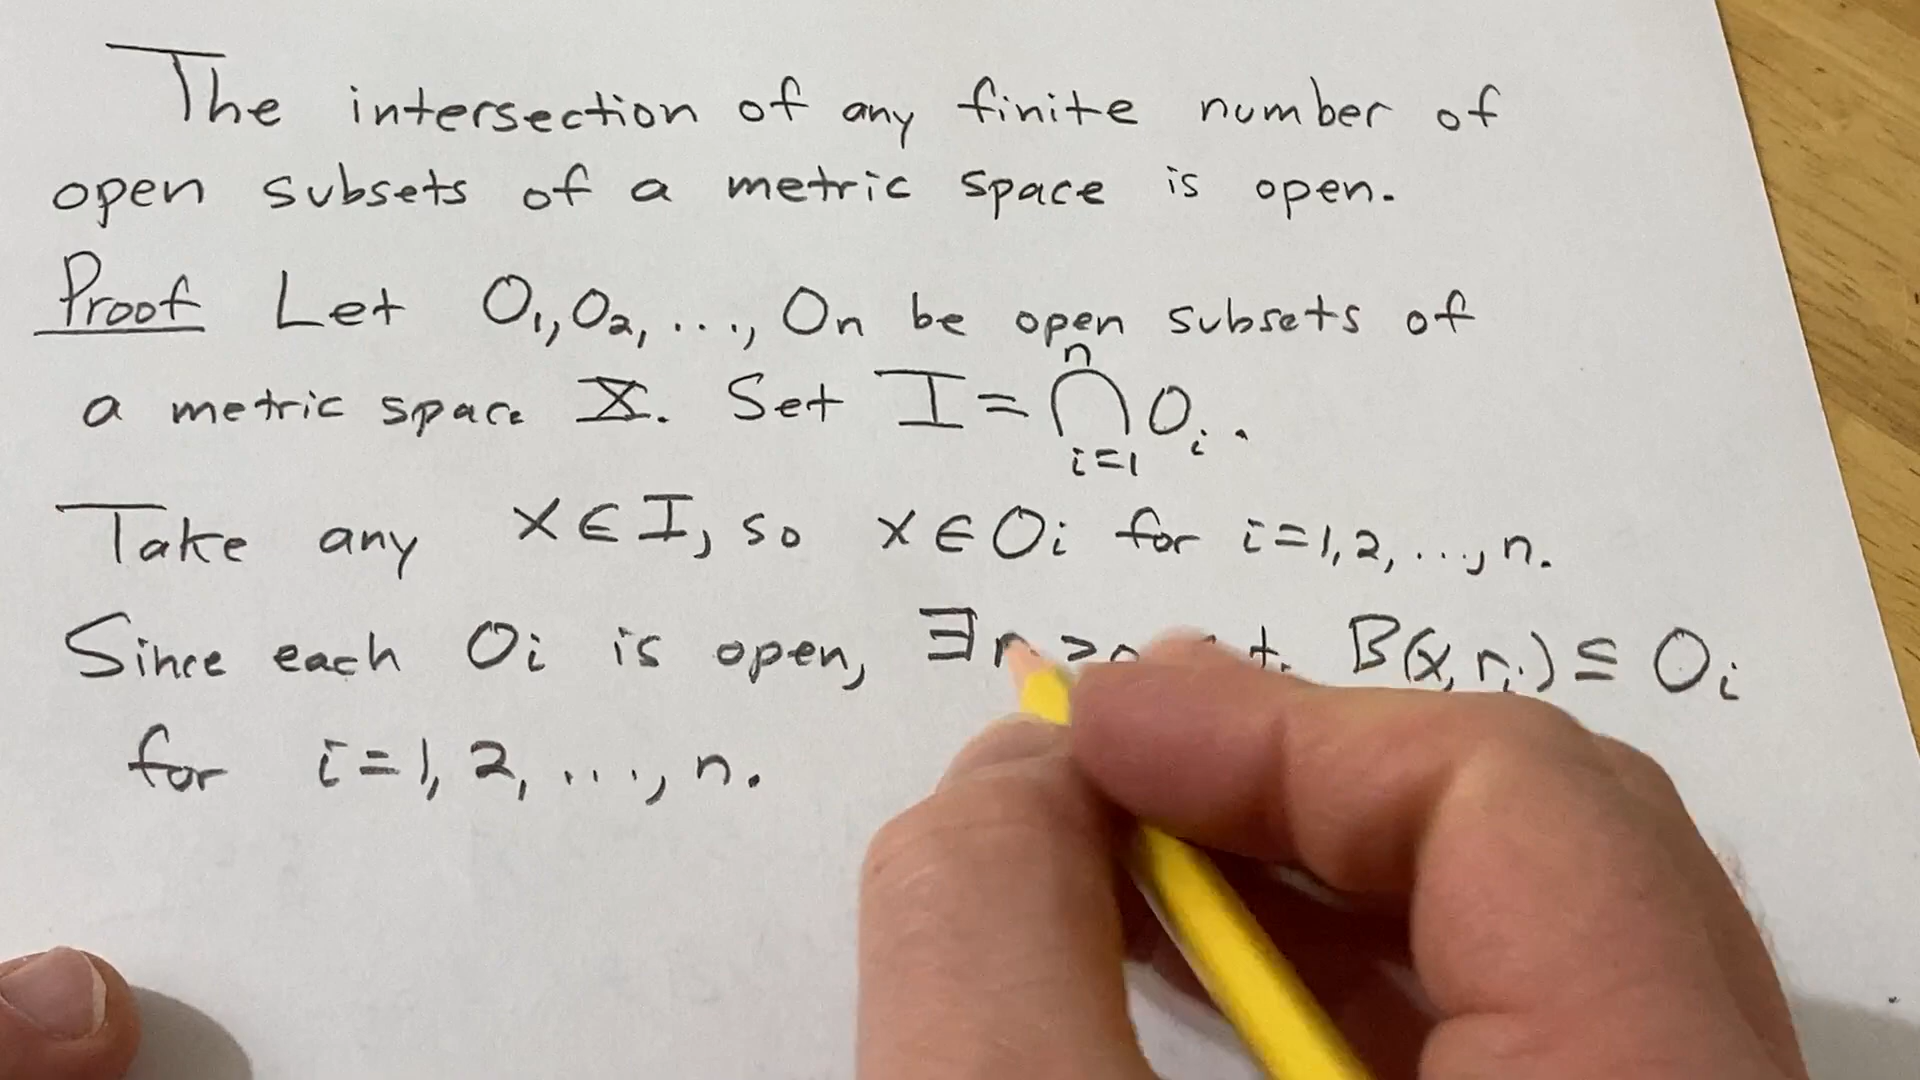 The intersection of any finite number of
open subsets of a metric space is open.
Proof Let O₁, O₂, ..., Oₙ be open subsets of
a metric space X. Set I = ⋂ⁿᵢ₌₁ Oᵢ.
Take any x ∈ I, so x ∈ Oᵢ for i=1, 2, ..., n.
Since each Oᵢ is open, ∃ r > B(x, rᵢ) ⊆ Oᵢ
for i=1, 2, ..., n.